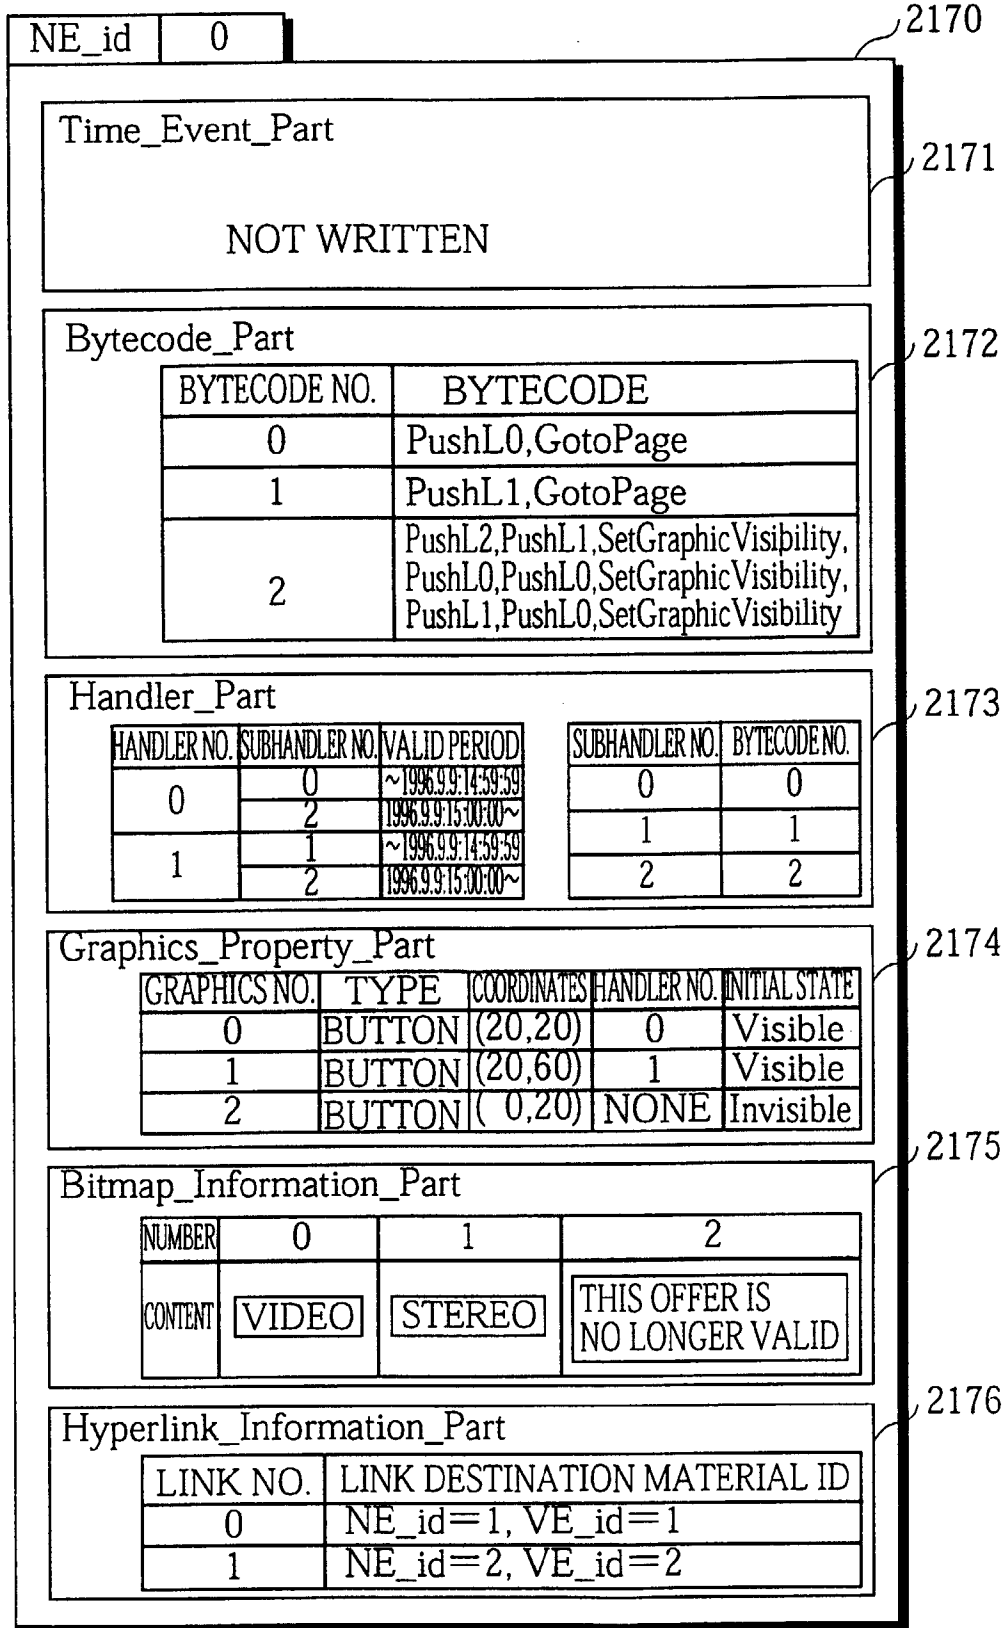 NE_id 0
2170
Time_Event_Part
2171
NOT WRITTEN
Bytecode_Part
2172
BYTECODE NO. BYTECODE
0 PushL0,GotoPage
1 PushL1,GotoPage
2 PushL2,PushL1,SetGraphicVisibility,
PushL0,PushL0,SetGraphicVisibility,
PushL1,PushL0,SetGraphicVisibility
Handler_Part
2173
HANDLER NO. SUBHANDLER NO. VALID PERIOD
0 0 ~1996.9.9:14:59:59
2 1996.9.9:15:00:00~
1 1 ~1996.9.9:14:59:59
2 1996.9.9:15:00:00~
SUBHANDLER NO. BYTECODE NO.
0 0
1 1
2 2
Graphics_Property_Part
2174
GRAPHICS NO. TYPE COORDINATES HANDLER NO. INITIAL STATE
0 BUTTON (20,20) 0 Visible
1 BUTTON (20,60) 1 Visible
2 BUTTON ( 0,20) NONE Invisible
2175
Bitmap_Information_Part
NUMBER 0 1 2
CONTENT VIDEO STEREO THIS OFFER IS
NO LONGER VALID
2176
Hyperlink_Information_Part
LINK NO. LINK DESTINATION MATERIAL ID
0 NE_id=1, VE_id=1
1 NE_id=2, VE_id=2